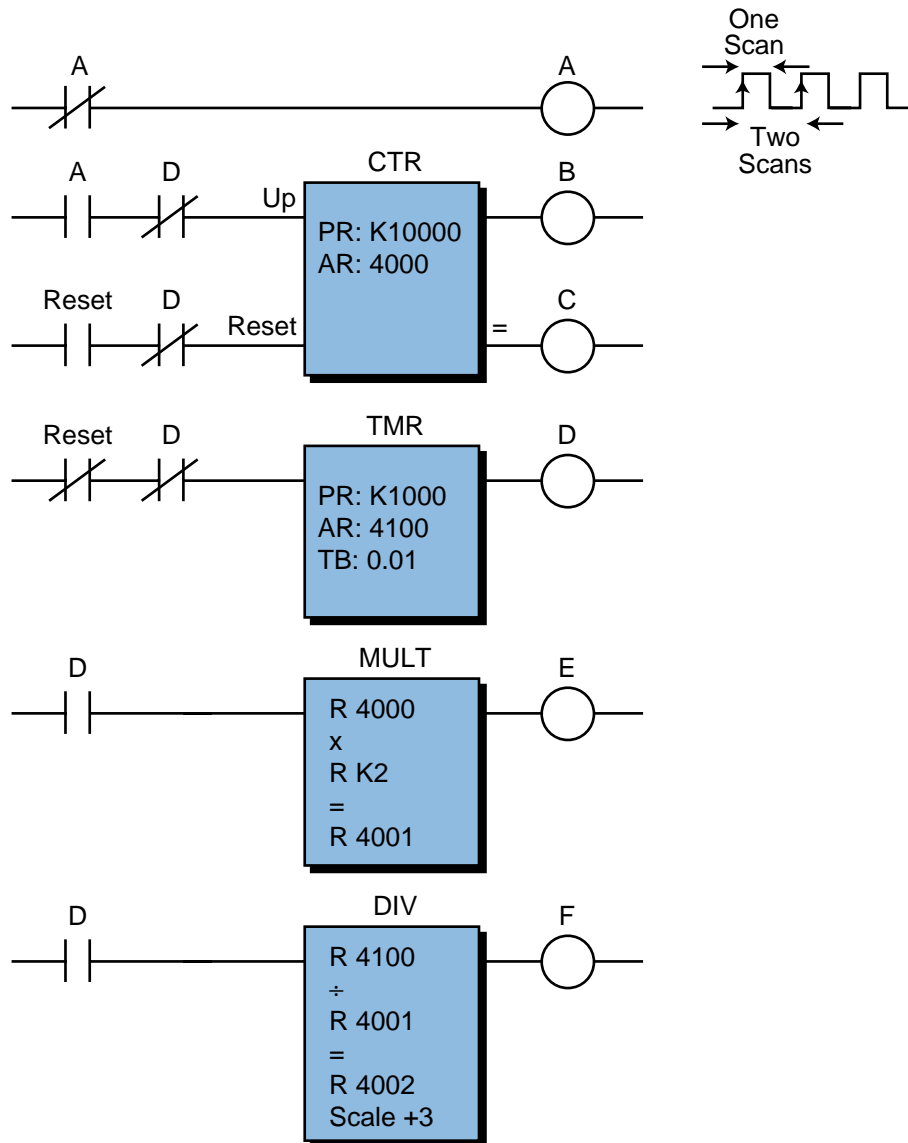 One
Scan
Two
Scans
A
A
A
D
Up
CTR
PR: K10000
AR: 4000
B
Reset
D
Reset
=
C
Reset
D
TMR
PR: K1000
AR: 4100
TB: 0.01
D
D
MULT
R 4000
x
R K2
=
R 4001
E
D
DIV
R 4100
÷
R 4001
=
R 4002
Scale +3
F